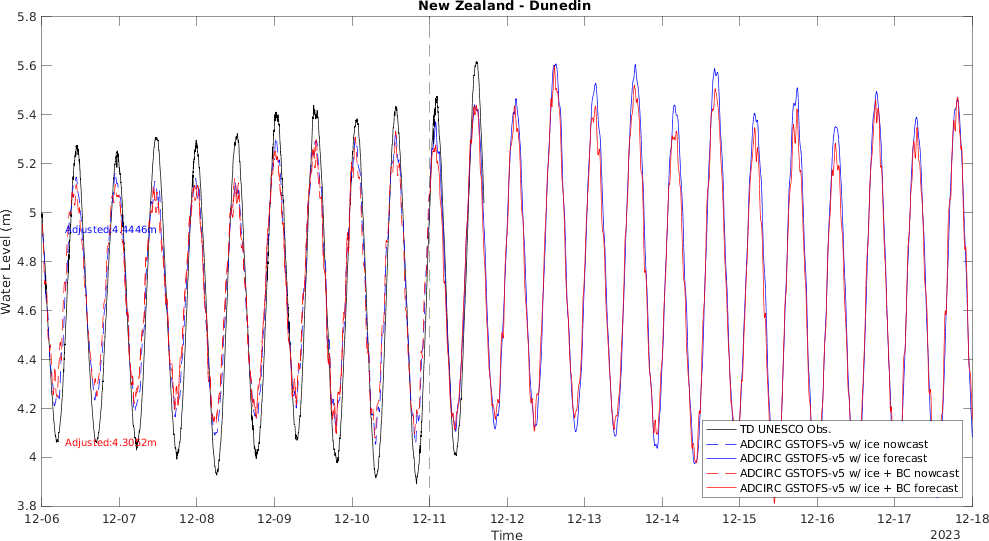 New Zealand - Dunedin
5.8
5.6
5.4
5.2
5
4.8
4.6
4.4
4.2
4
3.8
Water Level (m)
Adjusted:4.4446m
Adjusted:4.3062m
TD UNESCO Obs.
ADCIRC GSTOFS-v5 w/ ice nowcast
ADCIRC GSTOFS-v5 w/ ice forecast
ADCIRC GSTOFS-v5 w/ ice + BC nowcast
ADCIRC GSTOFS-v5 w/ ice + BC forecast
12-06 12-07 12-08 12-09 12-10 12-11 12-12 12-13 12-14 12-15 12-16 12-17 12-18
Time
2023